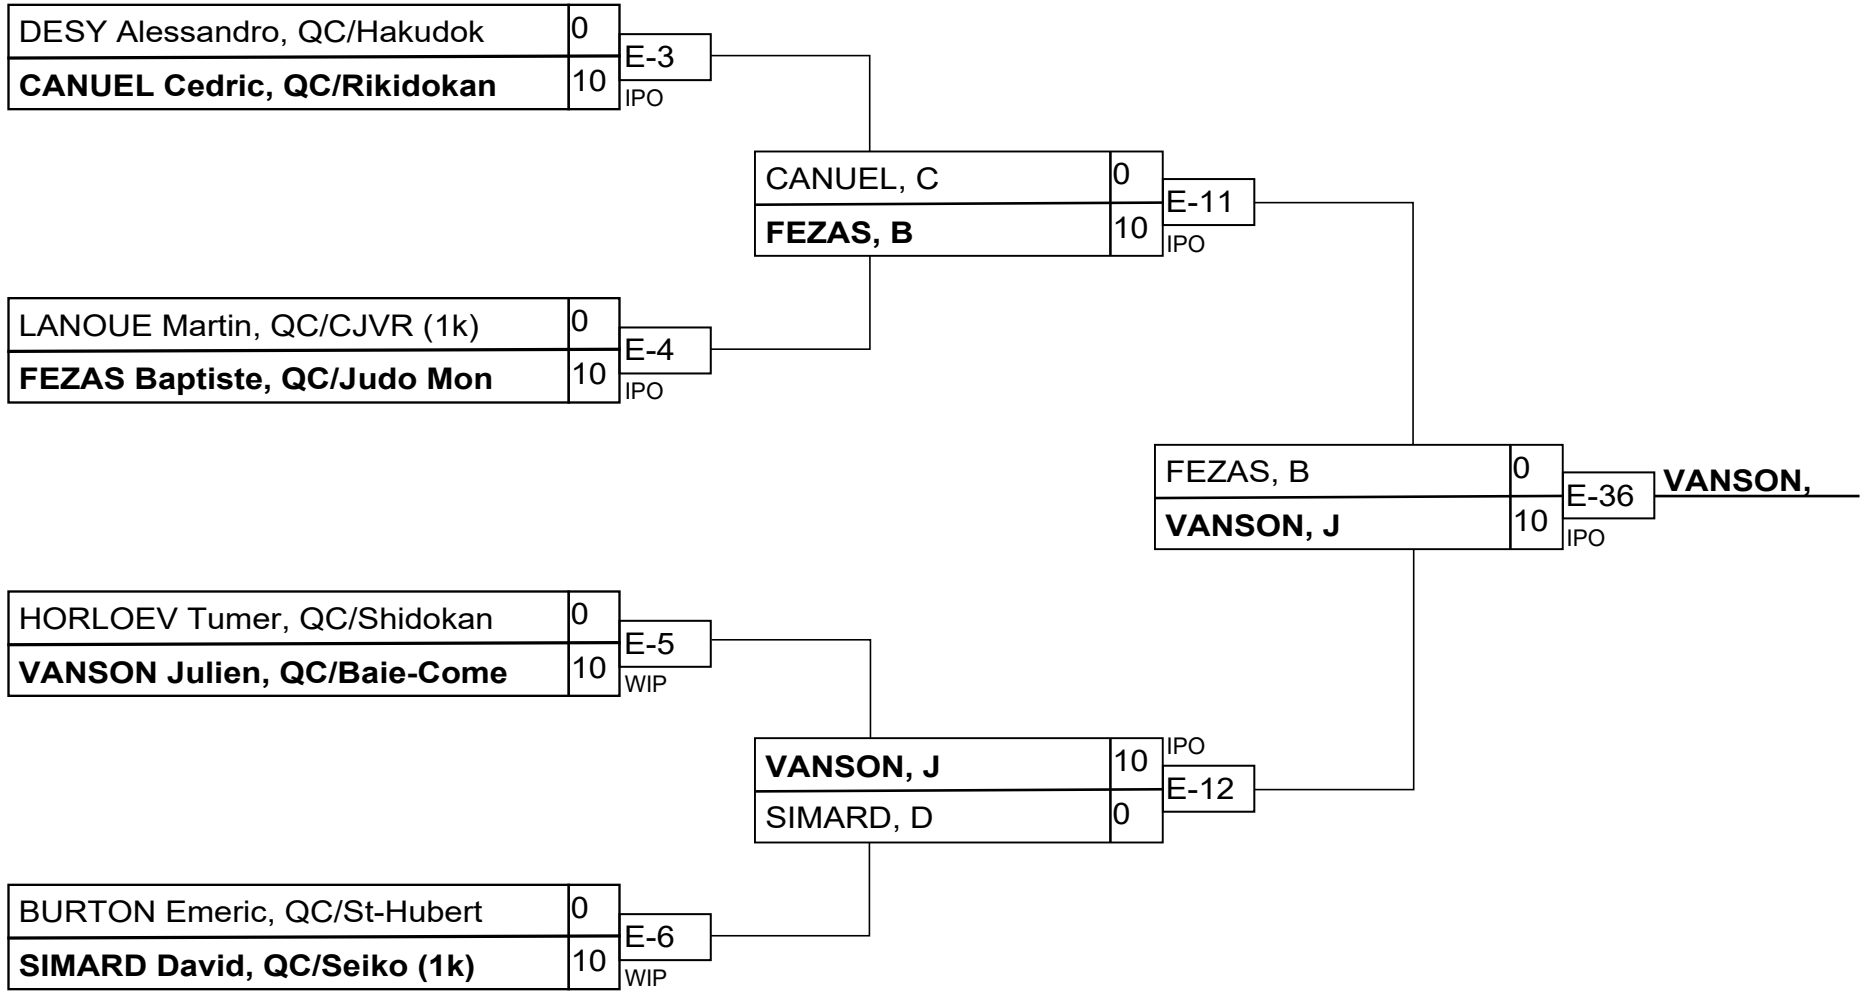 DESY Alessandro, QC/Hakudok 0
E-3
CANUEL Cedric, QC/Rikidokan 10
IPO
CANUEL, C 0
E-11
FEZAS, B 10
IPO
LANOUE Martin, QC/CJVR (1k) 0
E-4
FEZAS Baptiste, QC/Judo Mon 10
IPO
FEZAS, B 0
E-36
VANSON,
VANSON, J 10
IPO
HORLOEV Tumer, QC/Shidokan 0
E-5
VANSON Julien, QC/Baie-Come 10
WIP
VANSON, J 10
IPO
E-12
SIMARD, D 0
BURTON Emeric, QC/St-Hubert 0
E-6
SIMARD David, QC/Seiko (1k) 10
WIP